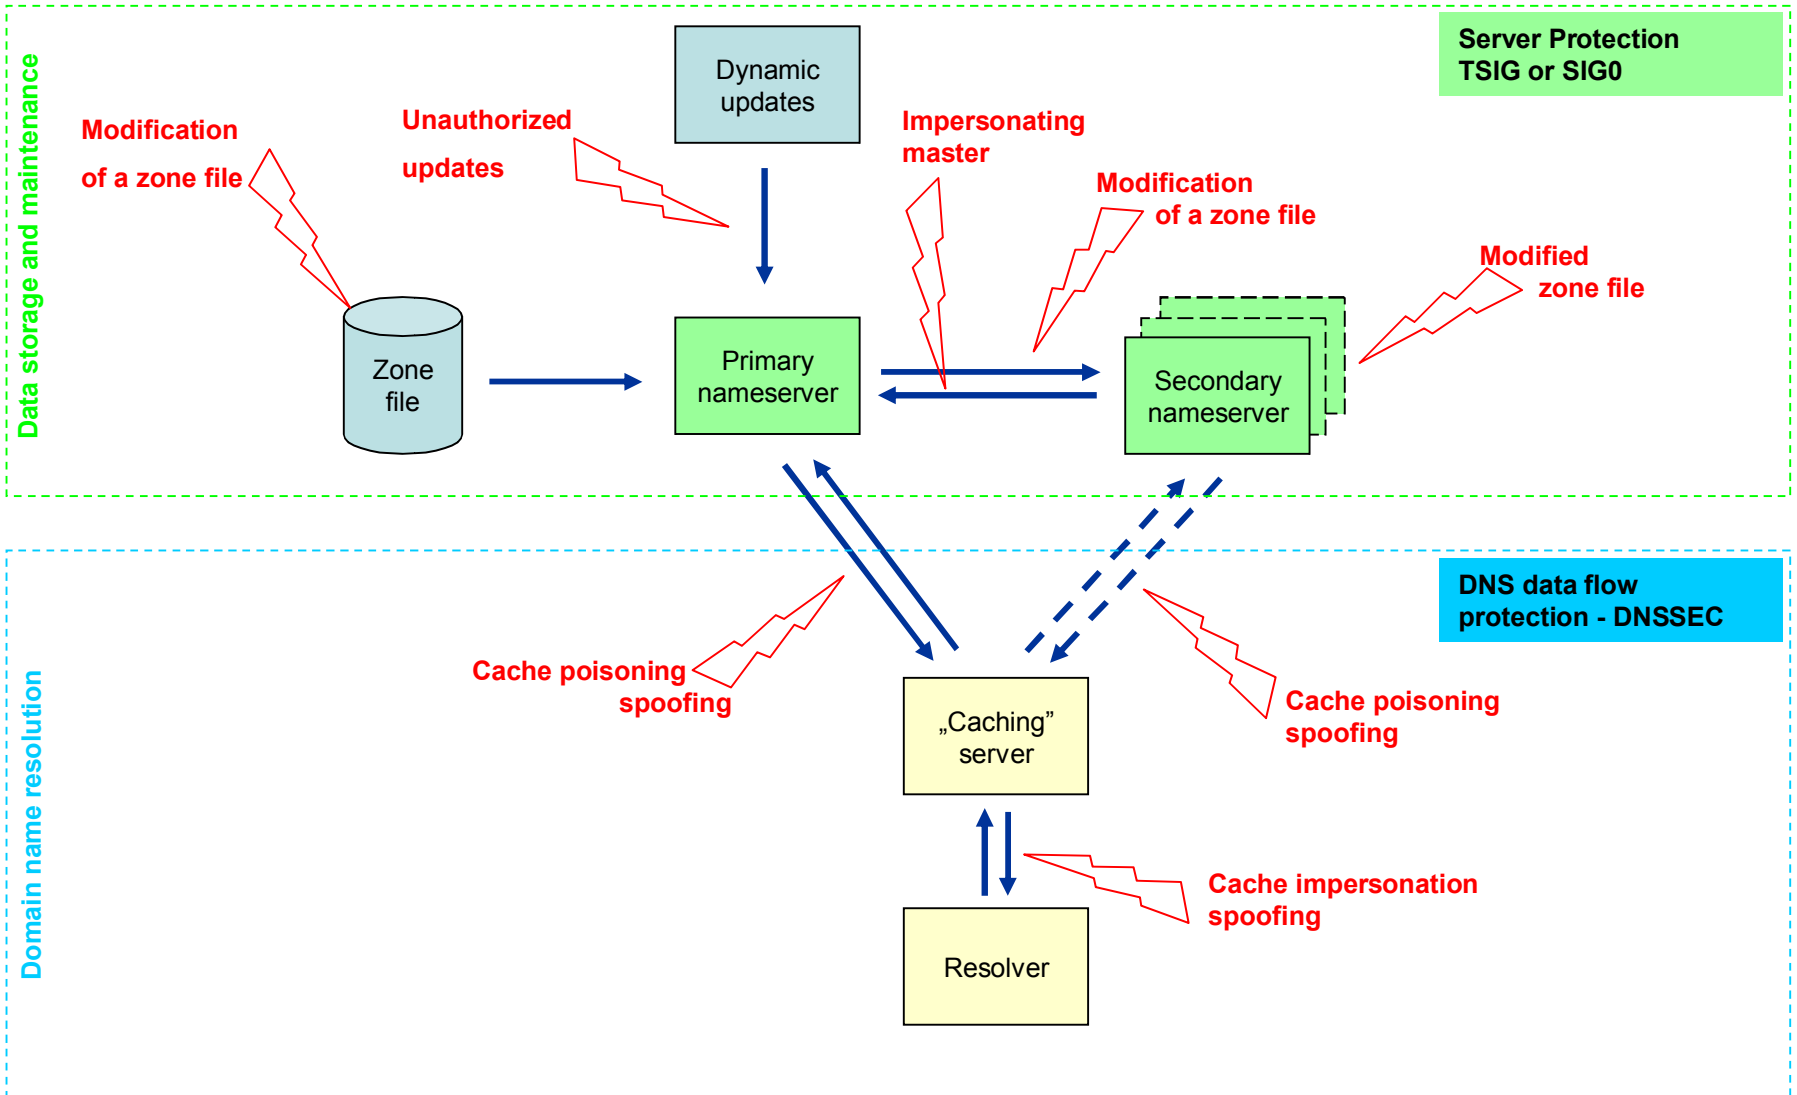 Data storage and maintenance
Server Protection
TSIG or SIG0
Dynamic
updates
Modification
of a zone file
Unauthorized
updates
Impersonating
master
Modification
of a zone file
Modified
zone file
Zone
file
Primary
nameserver
Secondary
nameserver
Domain name resolution
DNS data flow
protection - DNSSEC
Cache poisoning
spoofing
„Caching”
server
Cache poisoning
spoofing
Cache impersonation
spoofing
Resolver